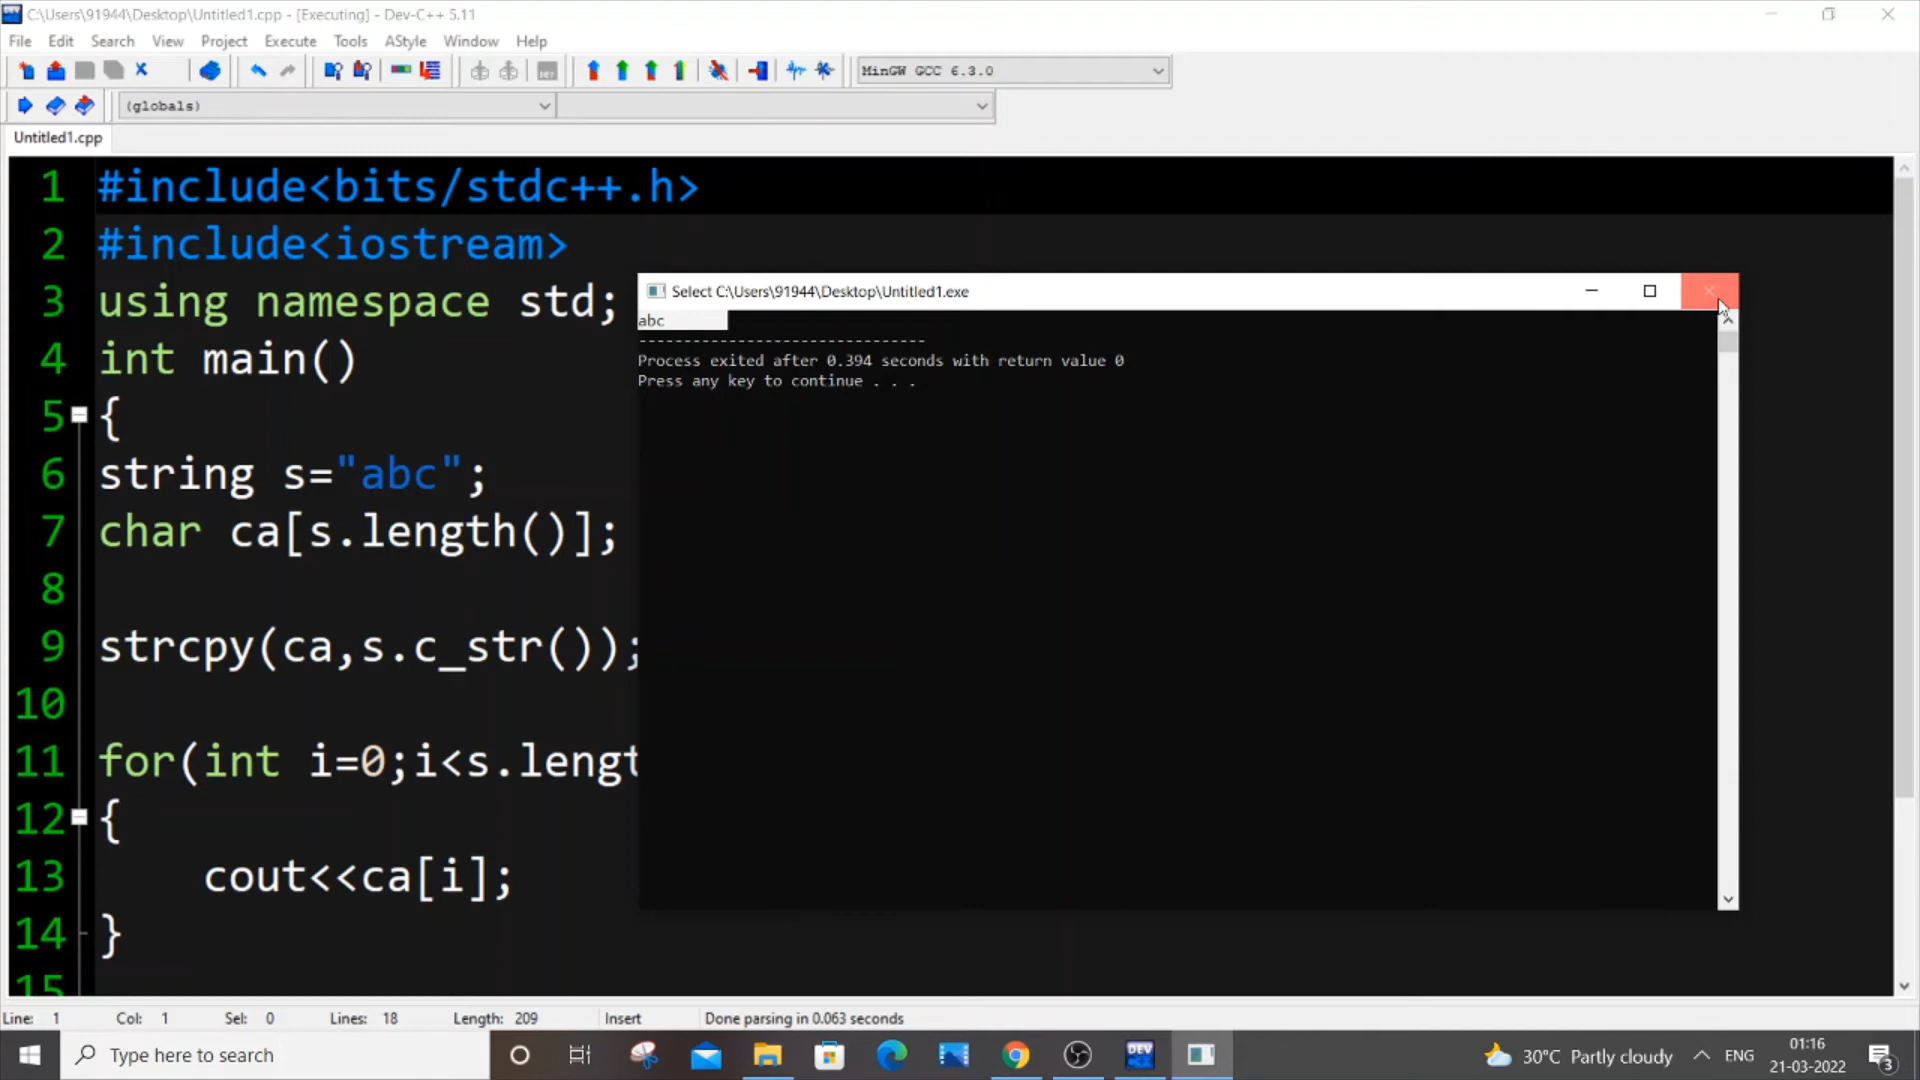 C:\Users\91944\Desktop\Untitled1.cpp - [Executing] - Dev-C++ 5.11
File Edit Search View Project Execute Tools AStyle Window Help
MinGW GCC 6.3.0
(globals)
Untitled1.cpp
1 #include<bits/stdc++.h>
2 #include<iostream>
3 using namespace std;
4 int main()
5 {
6 string s="abc";
7 char ca[s.length()];
8
9 strcpy(ca,s.c_str());
10
11 for(int i=0;i<s.lengt
12 {
13 cout<<ca[i];
14 }
15
Select C:\Users\91944\Desktop\Untitled1.exe
abc
--------------------------------
Process exited after 0.394 seconds with return value 0
Press any key to continue . . .
Line: 1 Col: 1 Sel: 0 Lines: 18 Length: 209 Insert Done parsing in 0.063 seconds
Type here to search
DEV
30°C Partly cloudy
ENG
01:16
21-03-2022
3